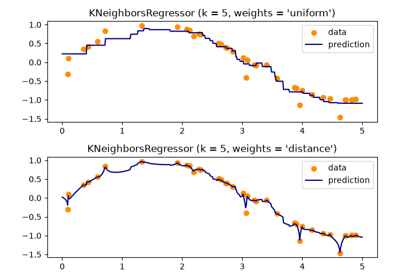 KNeighborsRegressor (k = 5, weights = 'uniform')
1.0
0.5
0.0
−0.5
−1.0
−1.5
data
prediction
0 1 2 3 4 5
KNeighborsRegressor (k = 5, weights = 'distance')
1.0
0.5
0.0
−0.5
−1.0
−1.5
data
prediction
0 1 2 3 4 5